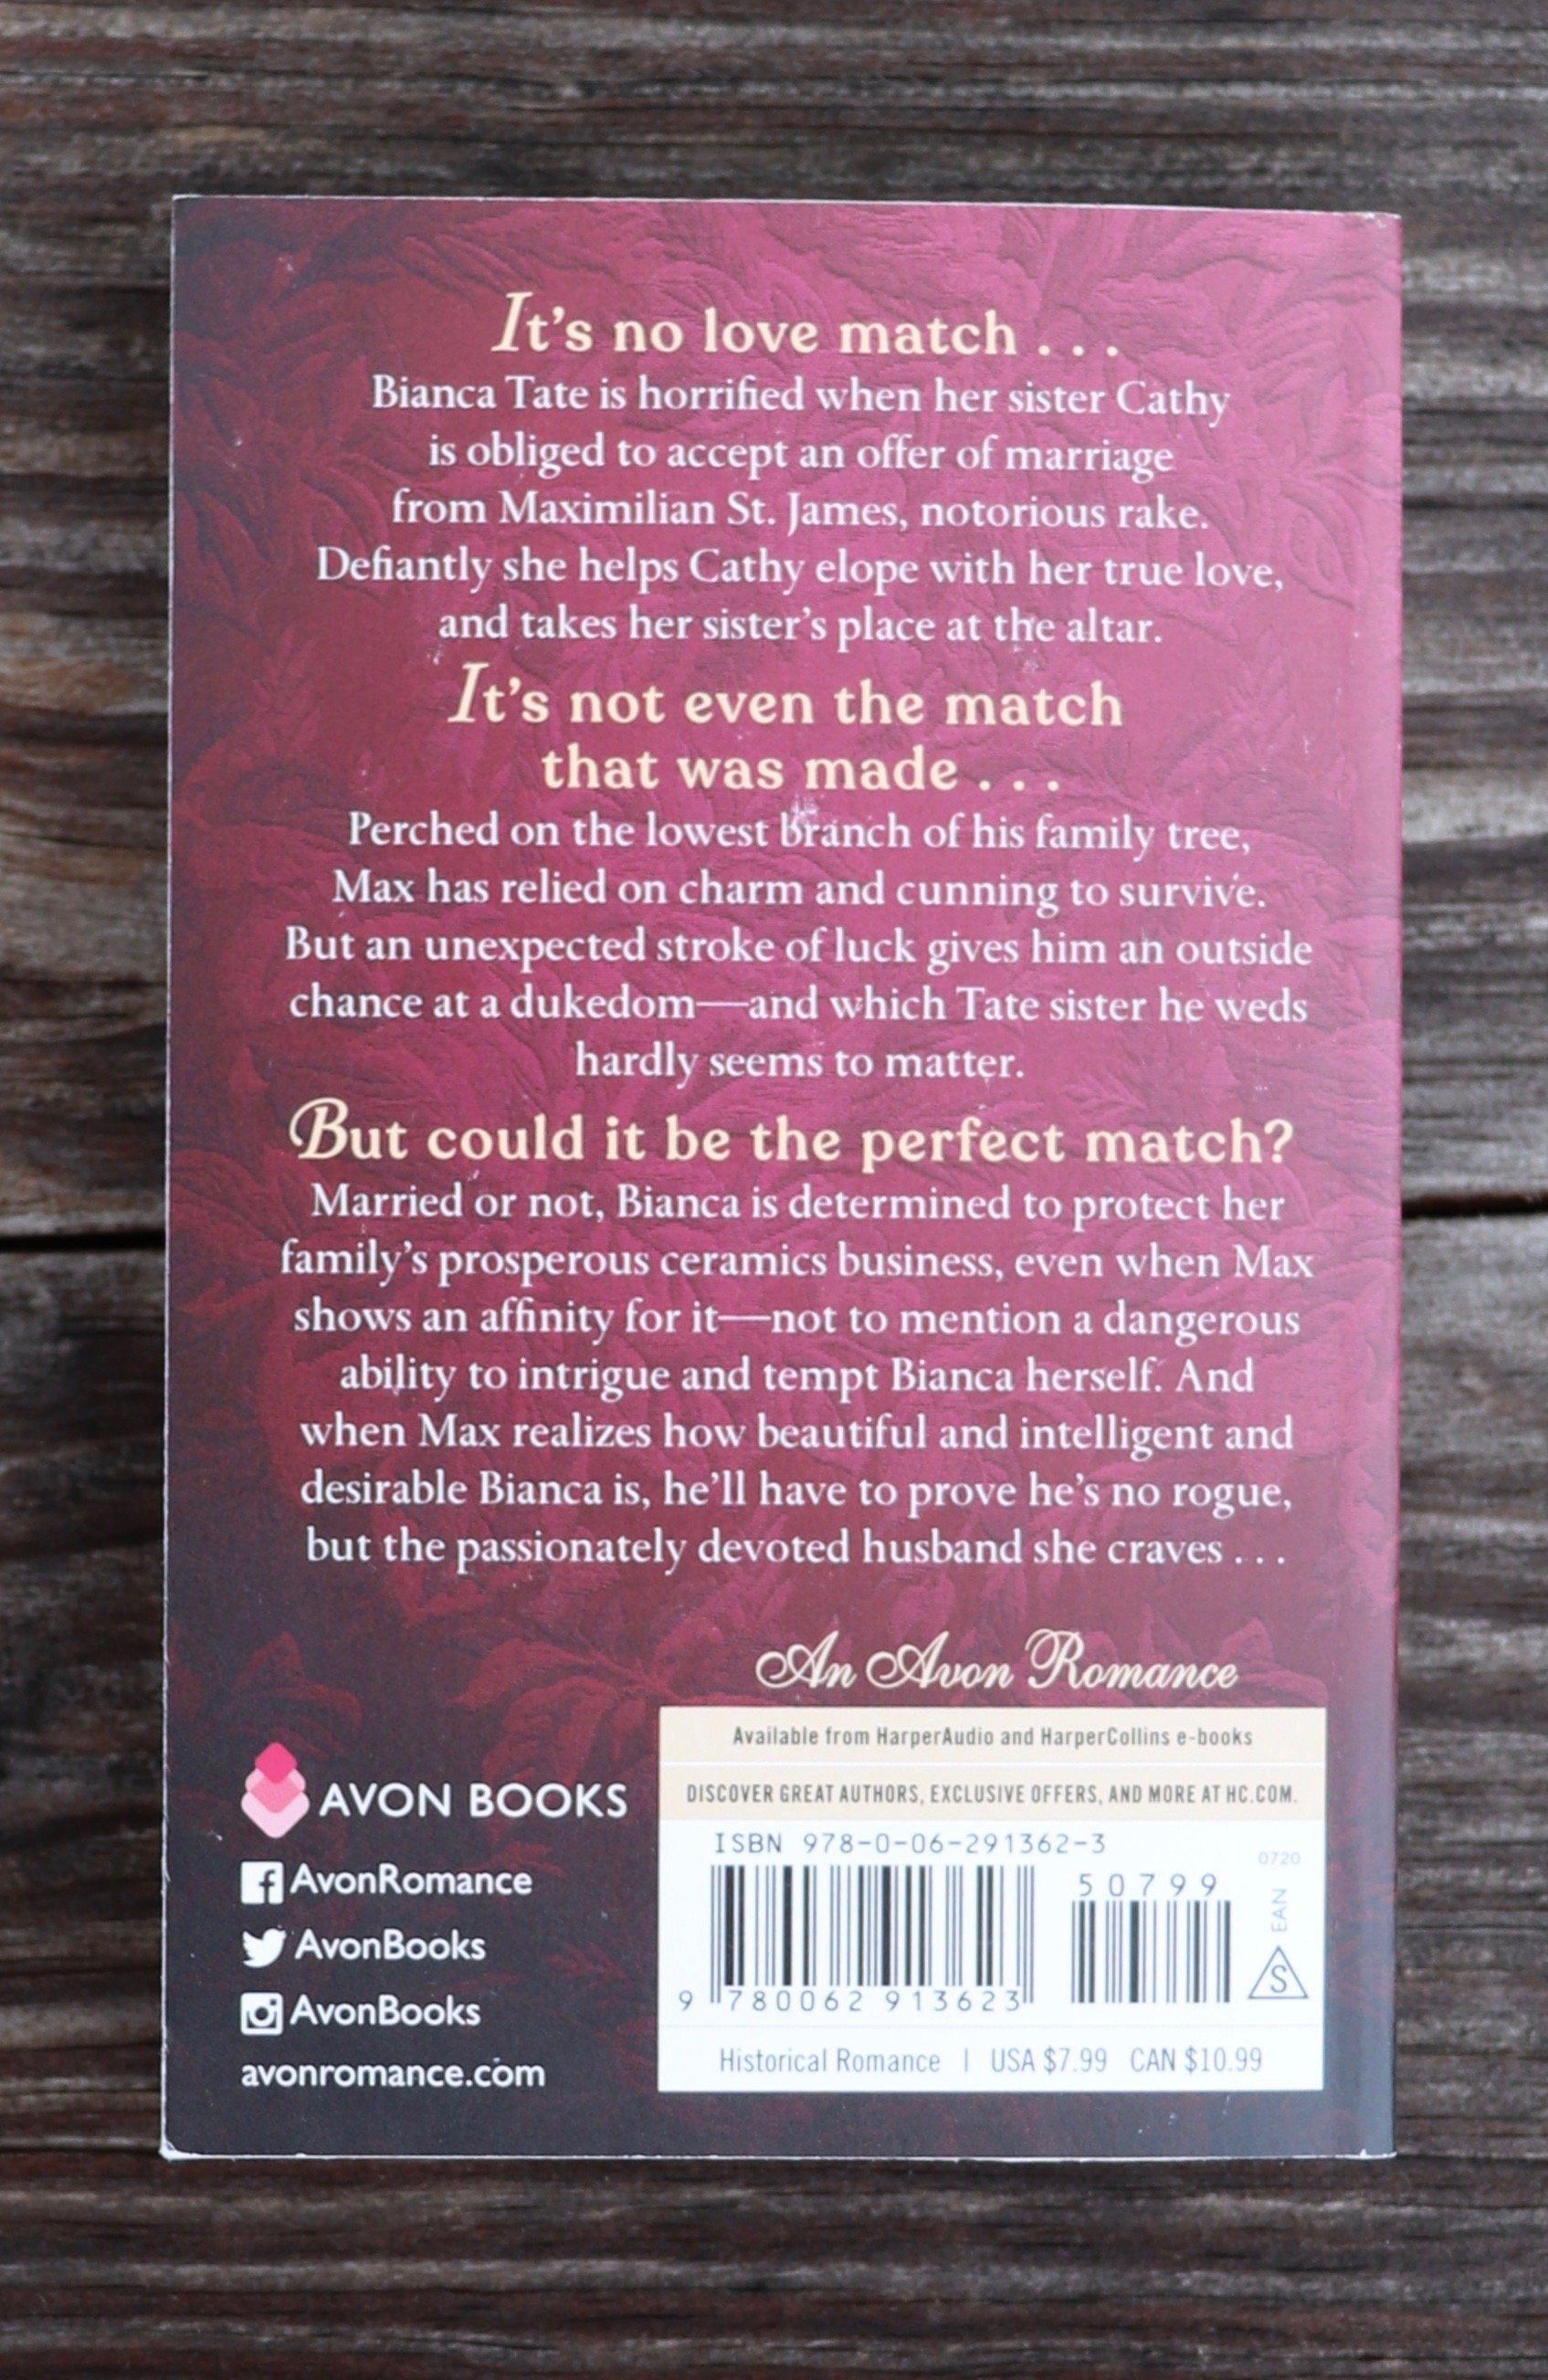 It's no love match . . .
Bianca Tate is horrified when her sister Cathy
is obliged to accept an offer of marriage
from Maximilian St. James, notorious rake.
Defiantly she helps Cathy elope with her true love,
and takes her sister's place at the altar.
It's not even the match
that was made . . .
Perched on the lowest branch of his family tree,
Max has relied on charm and cunning to survive.
But an unexpected stroke of luck gives him an outside
chance at a dukedom—and which Tate sister he weds
hardly seems to matter.
But could it be the perfect match?
Married or not, Bianca is determined to protect her
family's prosperous ceramics business, even when Max
shows an affinity for it—not to mention a dangerous
ability to intrigue and tempt Bianca herself. And
when Max realizes how beautiful and intelligent and
desirable Bianca is, he'll have to prove he's no rogue,
but the passionately devoted husband she craves . . .
An Avon Romance
AVON BOOKS
AvonRomance
AvonBooks
AvonBooks
avonromance.com
Available from HarperAudio and HarperCollins e-books
DISCOVER GREAT AUTHORS, EXCLUSIVE OFFERS, AND MORE AT HC.COM.
ISBN 978-0-06-291362-3
50799
0720
EAN
S
9 780062 913623
Historical Romance | USA $7.99 CAN $10.99